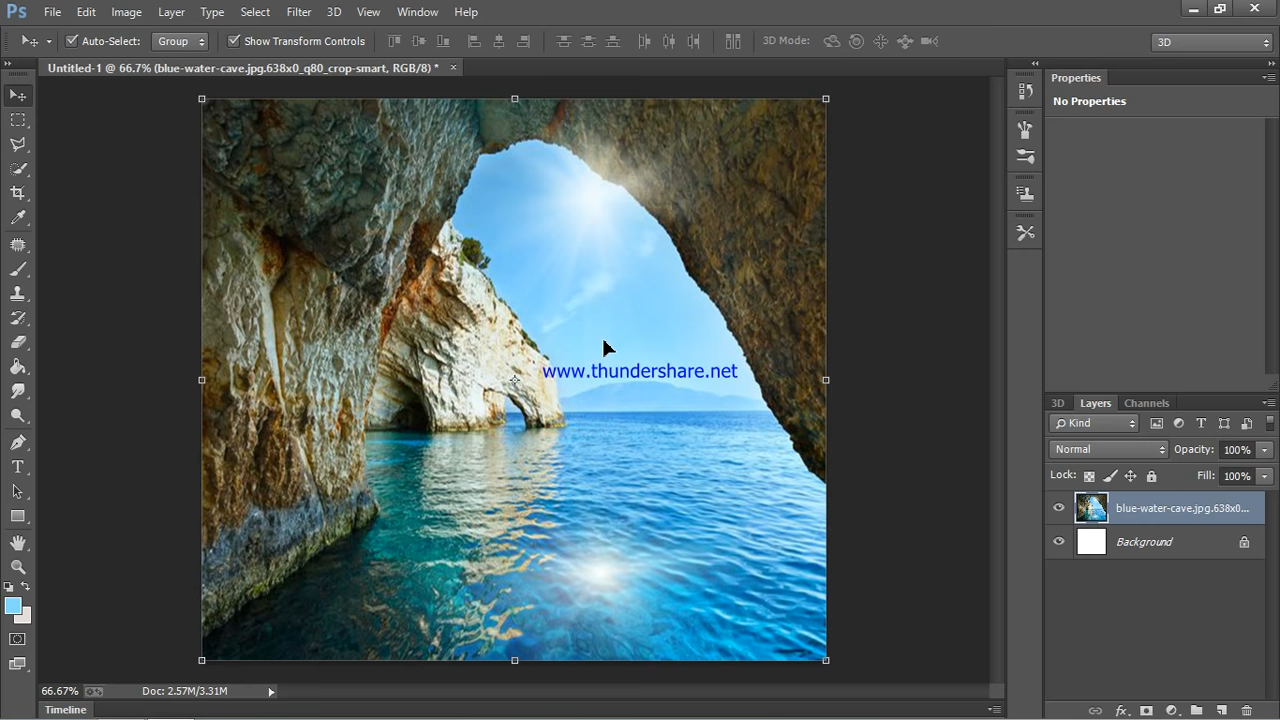 Ps File Edit Image Layer Type Select Filter 3D View Window Help
Auto-Select: Group Show Transform Controls 3D Mode: 3D
Untitled-1 @ 66.7% (blue-water-cave.jpg.638x0_q80_crop-smart, RGB/8) *
Properties
No Properties
www.thundershare.net
3D Layers Channels
Kind
Normal Opacity: 100%
Lock: Fill: 100%
blue-water-cave.jpg.638x0...
Background
66.67% Doc: 2.57M/3.31M
Timeline
fx